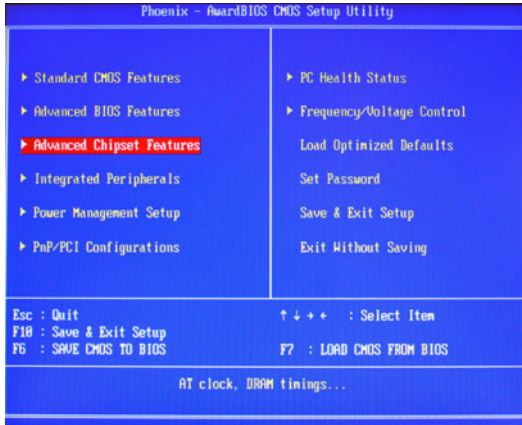 Phoenix - AwardBIOS CMOS Setup Utility
▶ Standard CMOS Features
▶ Advanced BIOS Features
▶ Advanced Chipset Features
▶ Integrated Peripherals
▶ Power Management Setup
▶ PnP/PCI Configurations
▶ PC Health Status
▶ Frequency/Voltage Control
Load Optimized Defaults
Set Password
Save & Exit Setup
Exit Without Saving
Esc : Quit
F10 : Save & Exit Setup
F6 : SAVE CMOS TO BIOS
↑ ↓ → ← : Select Item
F7 : LOAD CMOS FROM BIOS
AT clock, DRAM timings...